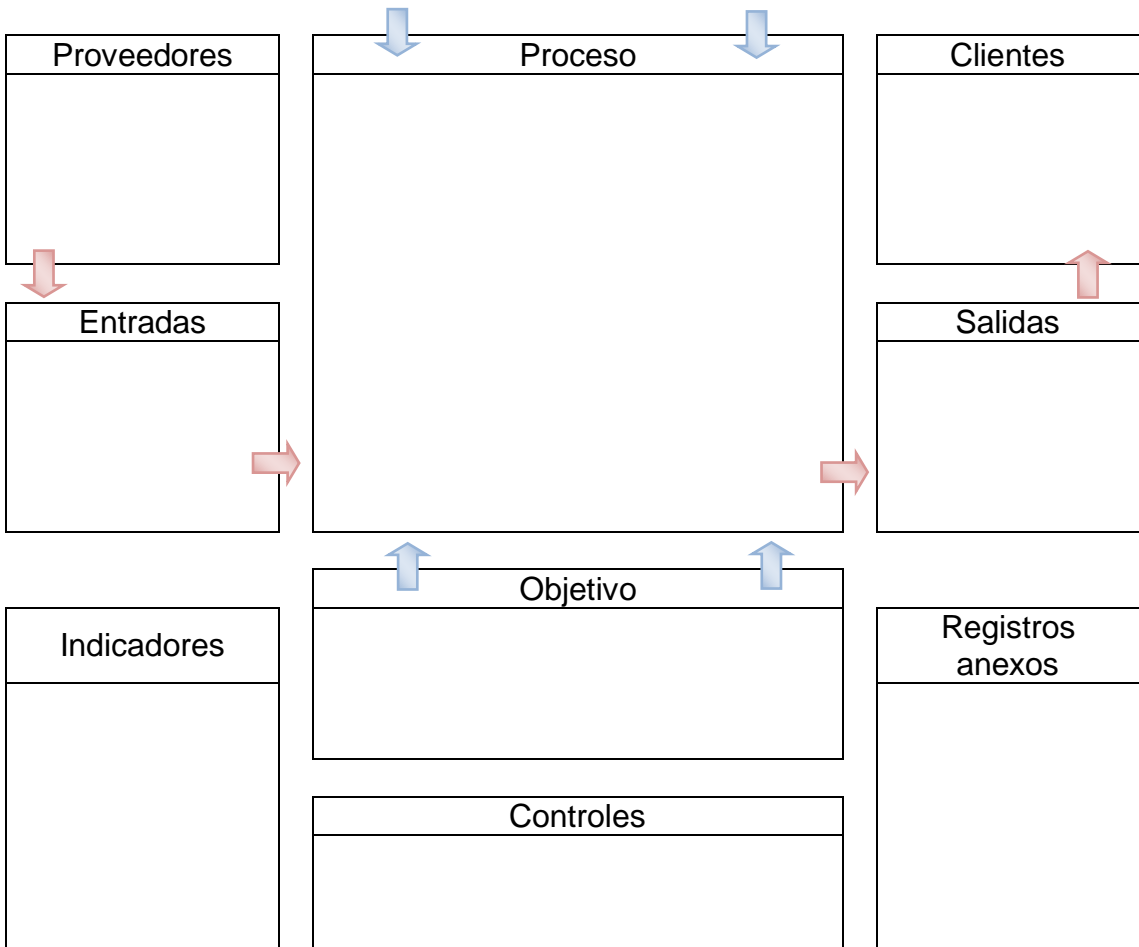 Proveedores
Proceso
Clientes
Entradas
Salidas
Objetivo
Indicadores
Registros
anexos
Controles